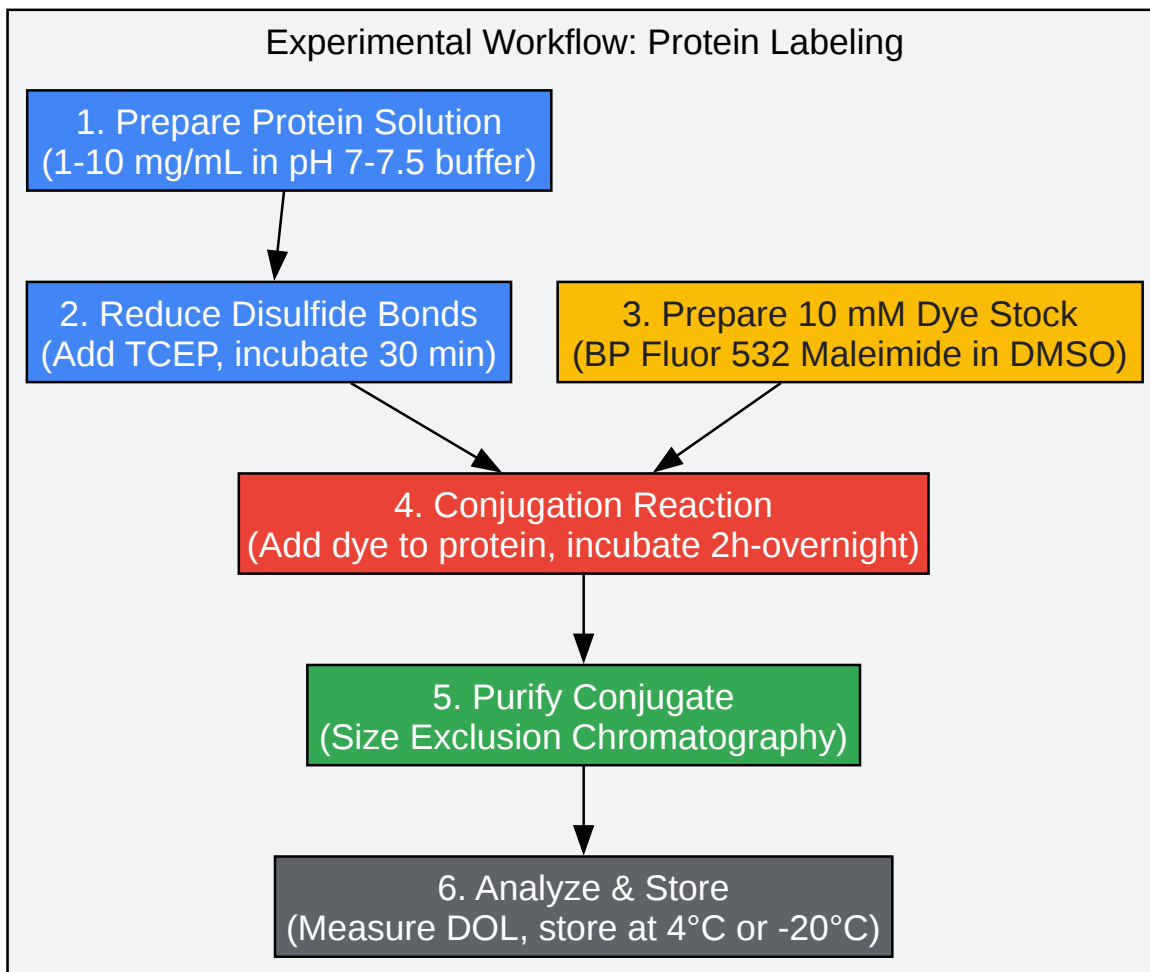 Experimental Workflow: Protein Labeling
1. Prepare Protein Solution
(1-10 mg/mL in pH 7-7.5 buffer)
2. Reduce Disulfide Bonds
(Add TCEP, incubate 30 min)
3. Prepare 10 mM Dye Stock
(BP Fluor 532 Maleimide in DMSO)
4. Conjugation Reaction
(Add dye to protein, incubate 2h-overnight)
5. Purify Conjugate
(Size Exclusion Chromatography)
6. Analyze & Store
(Measure DOL, store at 4°C or -20°C)